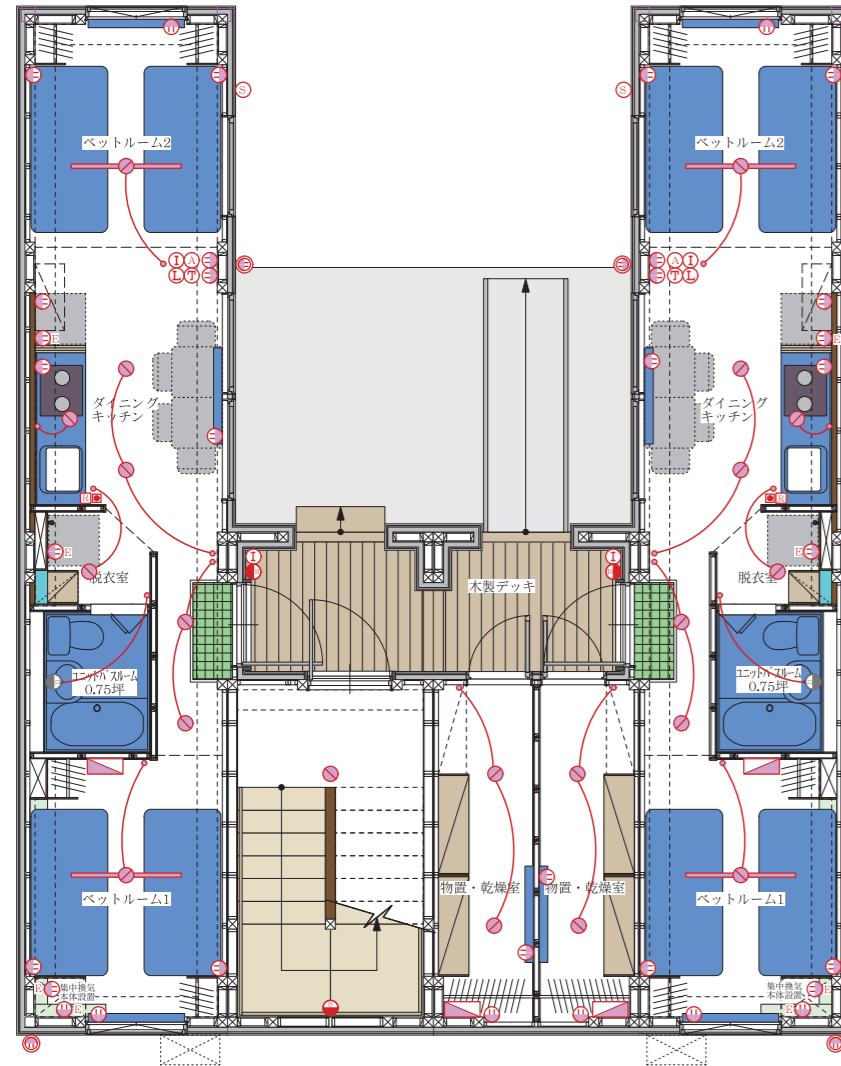 ベットルーム2
ベットルーム2
S
S
I A
L T
A I
T L
E
E
ダイニング
キッチン
ダイニング
キッチン
R
R
E
E
脱衣室
脱衣室
I
I
木製デッキ
ユニットバスルーム
0.75坪
ユニットバスルーム
0.75坪
物置・乾燥室
物置・乾燥室
ベットルーム1
ベットルーム1
集中換気
本体設置
集中換気
本体設置
E
E
E
E